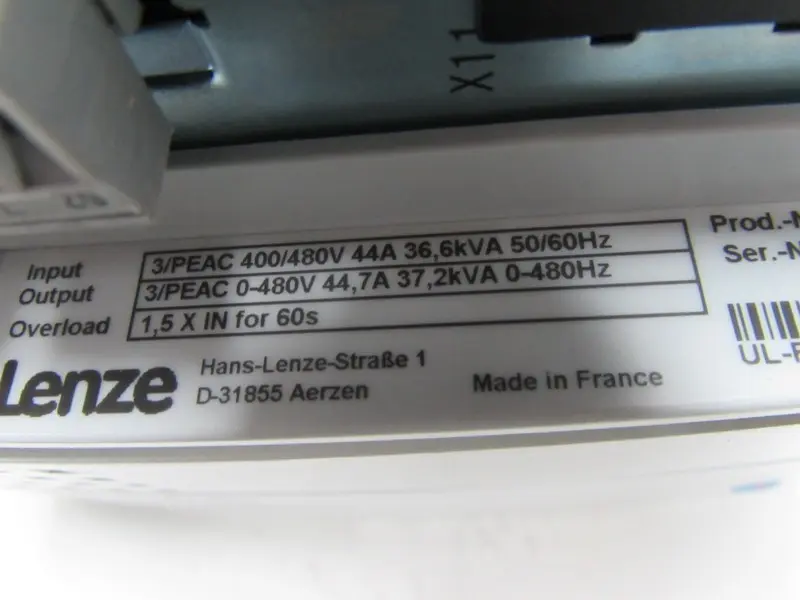 X11
Input 3/PEAC 400/480V 44A 36,6kVA 50/60Hz
Output 3/PEAC 0-480V 44,7A 37,2kVA 0-480Hz
Overload 1,5 X IN for 60s
Prod.-N
Ser.-N
UL-
Lenze
Hans-Lenze-Straße 1
D-31855 Aerzen
Made in France